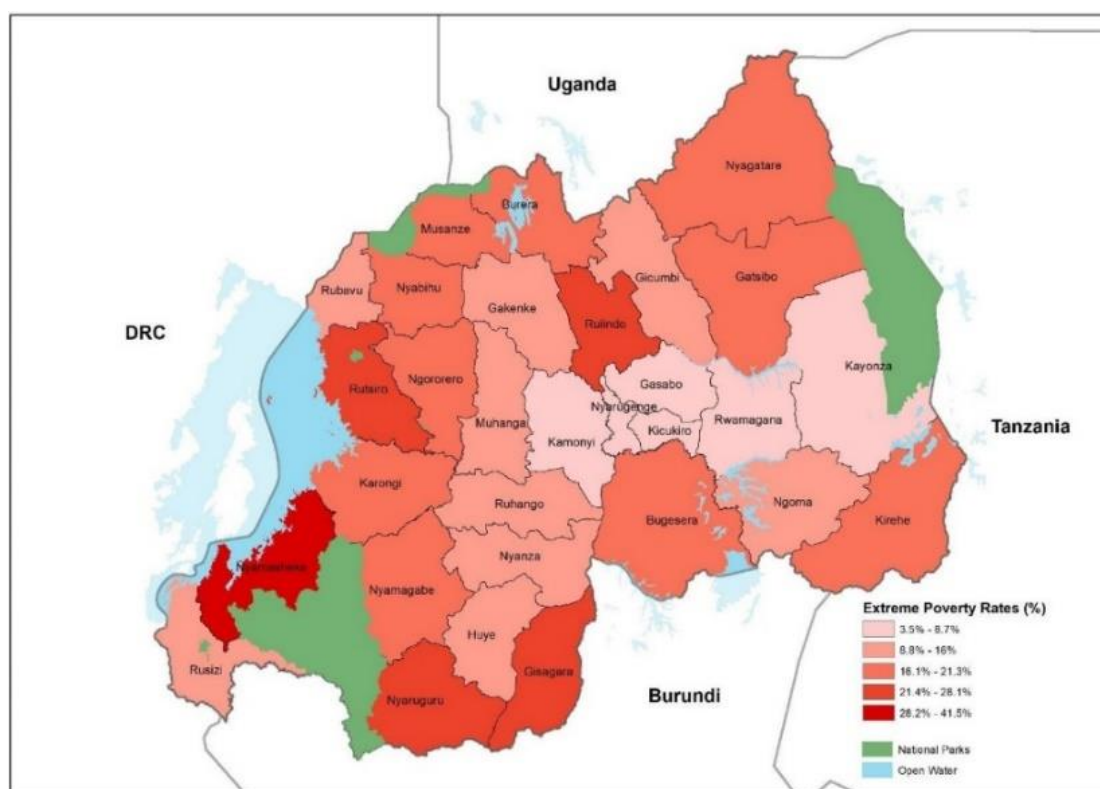 Uganda
Nyagatare
Burera
Musanze
Gicumbi
Gatsibo
Rubavu
Nyabihu
Gakenke
Rulindo
DRC
Kayonza
Gasabo
Rutsiro
Ngororero
Nyarugenge
Muhanga
Rwamagana
Tanzania
Kamonyi
Kicukiro
Karongi
Ruhango
Ngoma
Bugesera
Kirehe
Nyanza
Nyamasheke
Nyamagabe
Extreme Poverty Rates (%)
3.5% - 8.7%
Huye
8.8% - 16%
Rusizi
Gisagara
16.1% - 21.3%
Burundi
Nyaruguru
21.4% - 28.1%
28.2% - 41.5%
National Parks
Open Water